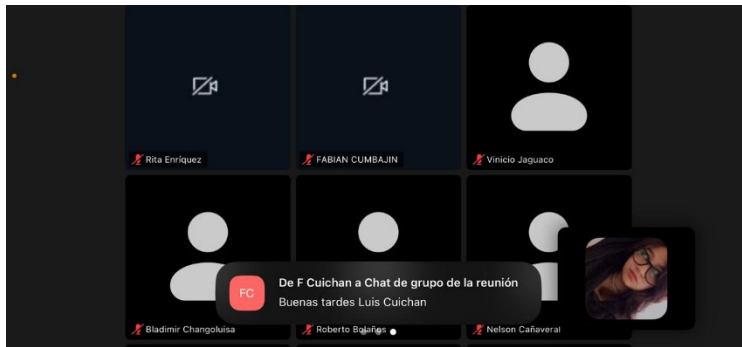 Rita Enríquez
FABIAN CUMBAJIN
Vinicio Jaguaco
FC
De F Cuichan a Chat de grupo de la reunión
Buenas tardes Luis Cuichan
Bladimir Changoluisa
Roberto Bolaños
Nelson Cañaveral